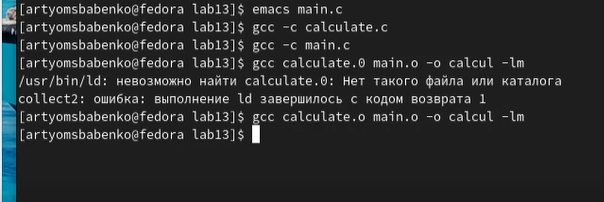 [artyomsbabenko@fedora lab13]$ emacs main.c
[artyomsbabenko@fedora lab13]$ gcc -c calculate.c
[artyomsbabenko@fedora lab13]$ gcc -c main.c
[artyomsbabenko@fedora lab13]$ gcc calculate.0 main.o -o calcul -lm
/usr/bin/ld: невозможно найти calculate.0: Нет такого файла или каталога
collect2: ошибка: выполнение ld завершилось с кодом возврата 1
[artyomsbabenko@fedora lab13]$ gcc calculate.o main.o -o calcul -lm
[artyomsbabenko@fedora lab13]$